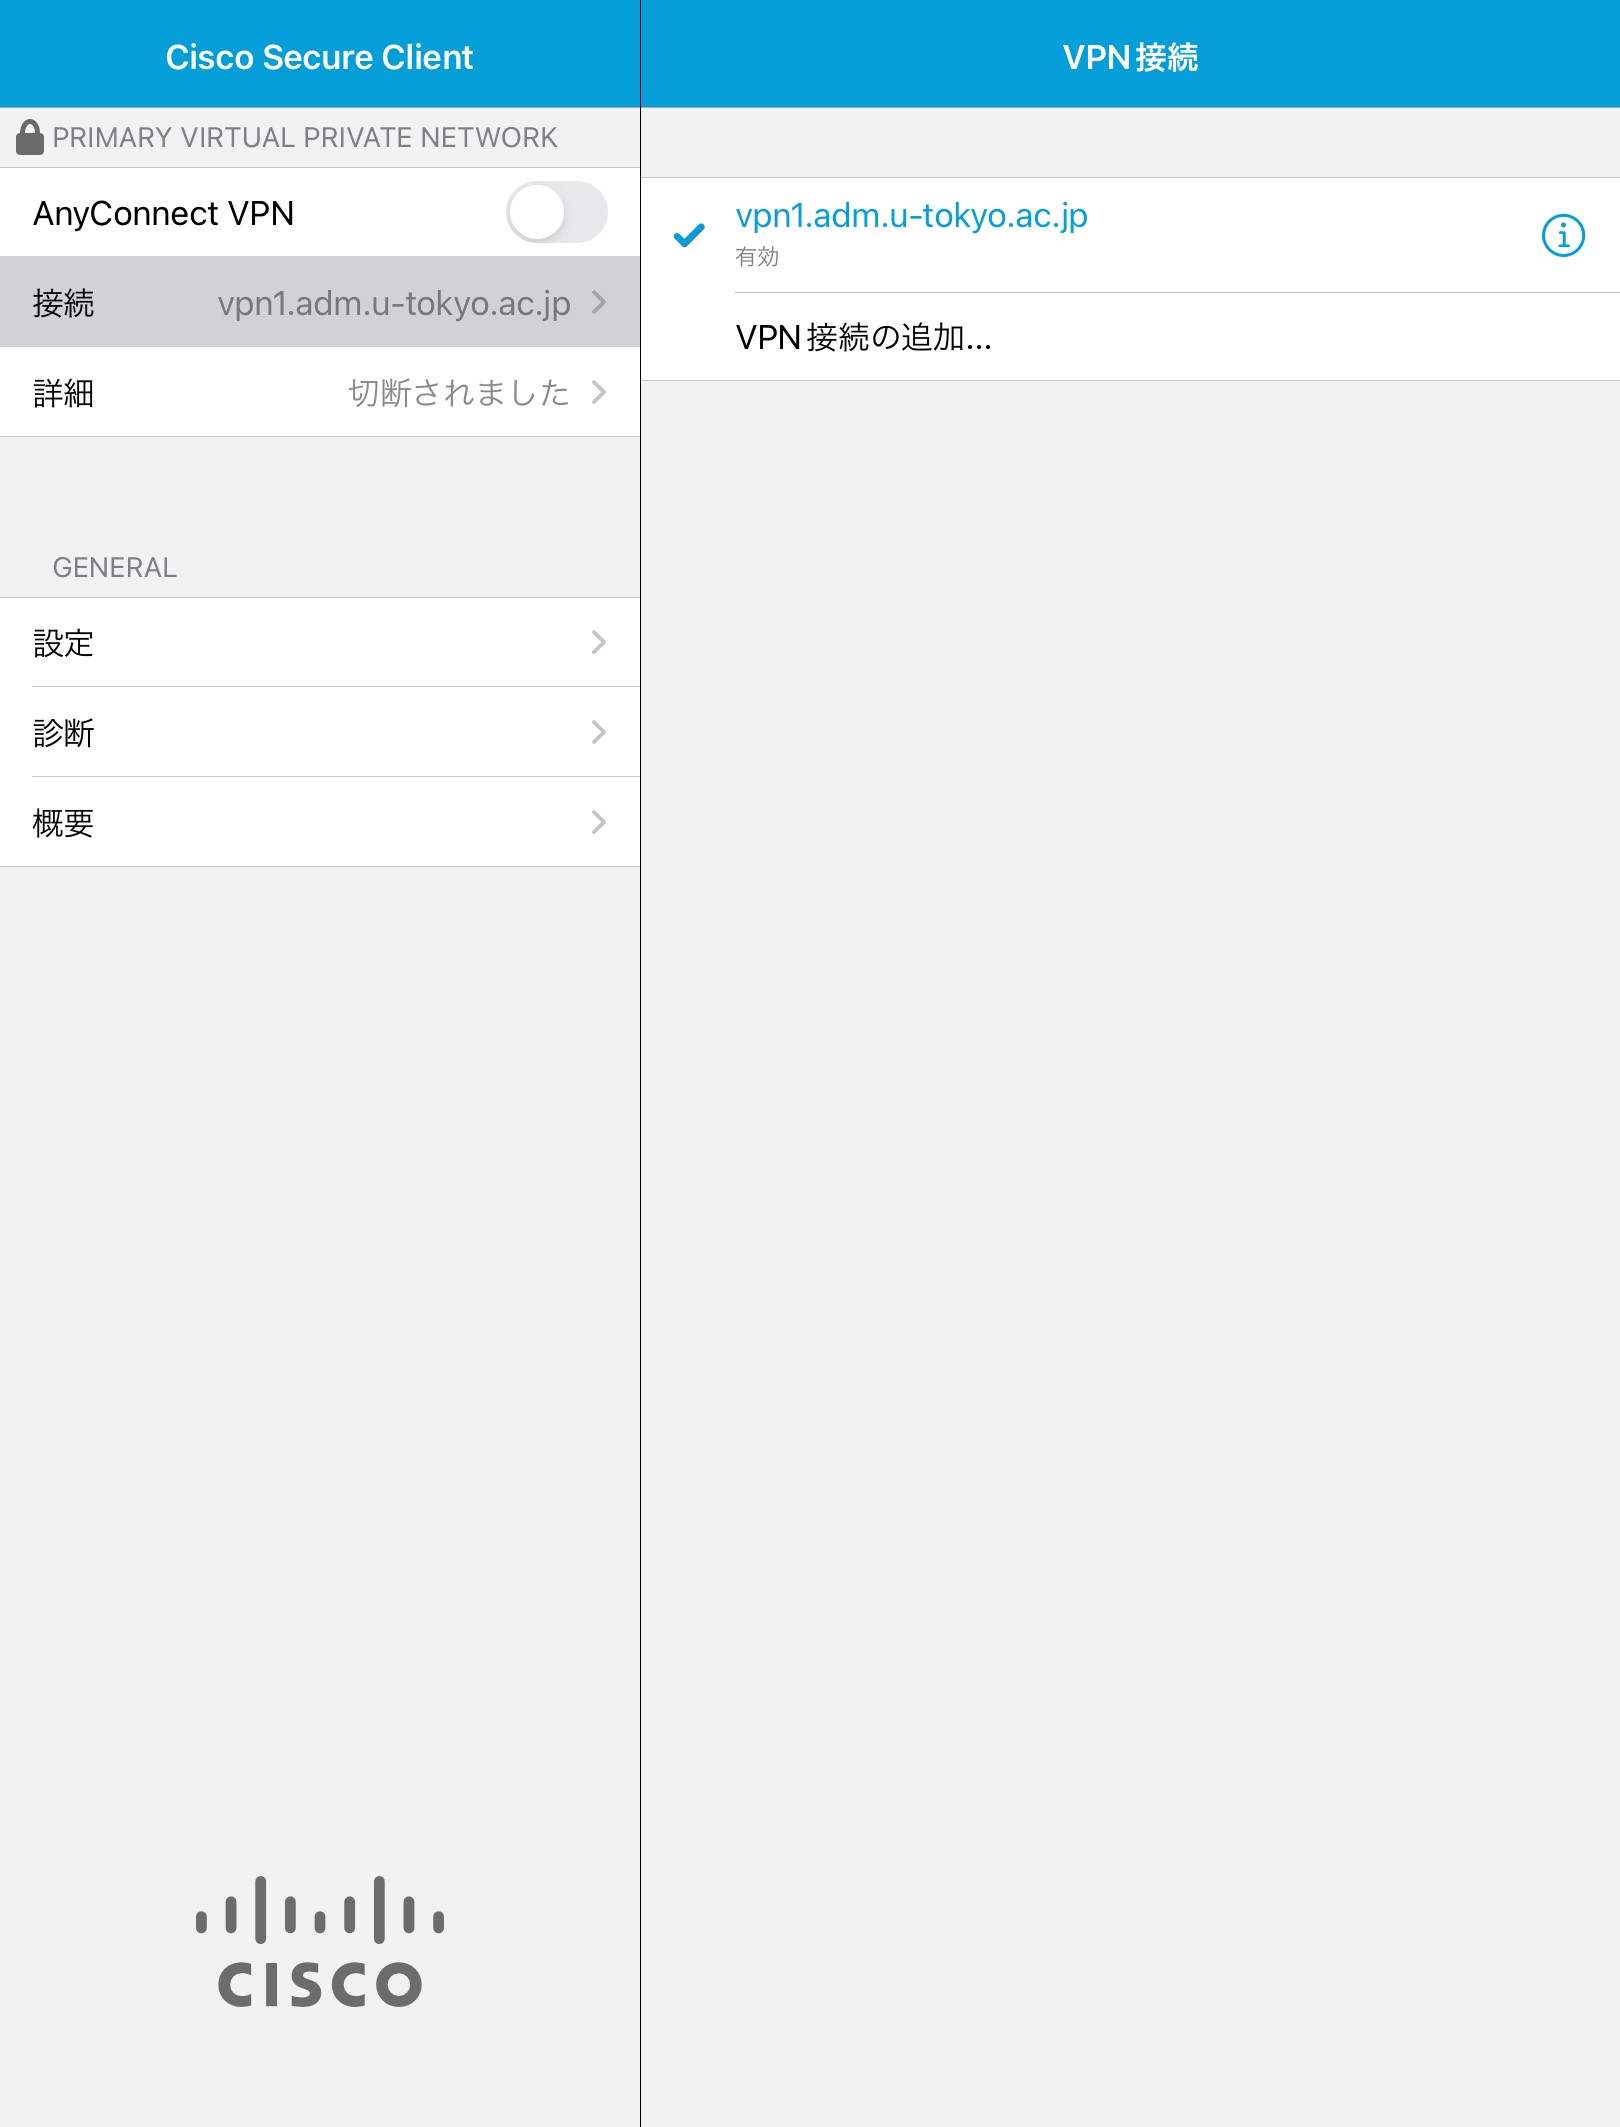 Cisco Secure Client
PRIMARY VIRTUAL PRIVATE NETWORK
AnyConnect VPN
接続 vpn1.adm.u-tokyo.ac.jp
詳細 切断されました
GENERAL
設定
診断
概要
CISCO
VPN接続
vpn1.adm.u-tokyo.ac.jp
有効
VPN接続の追加...